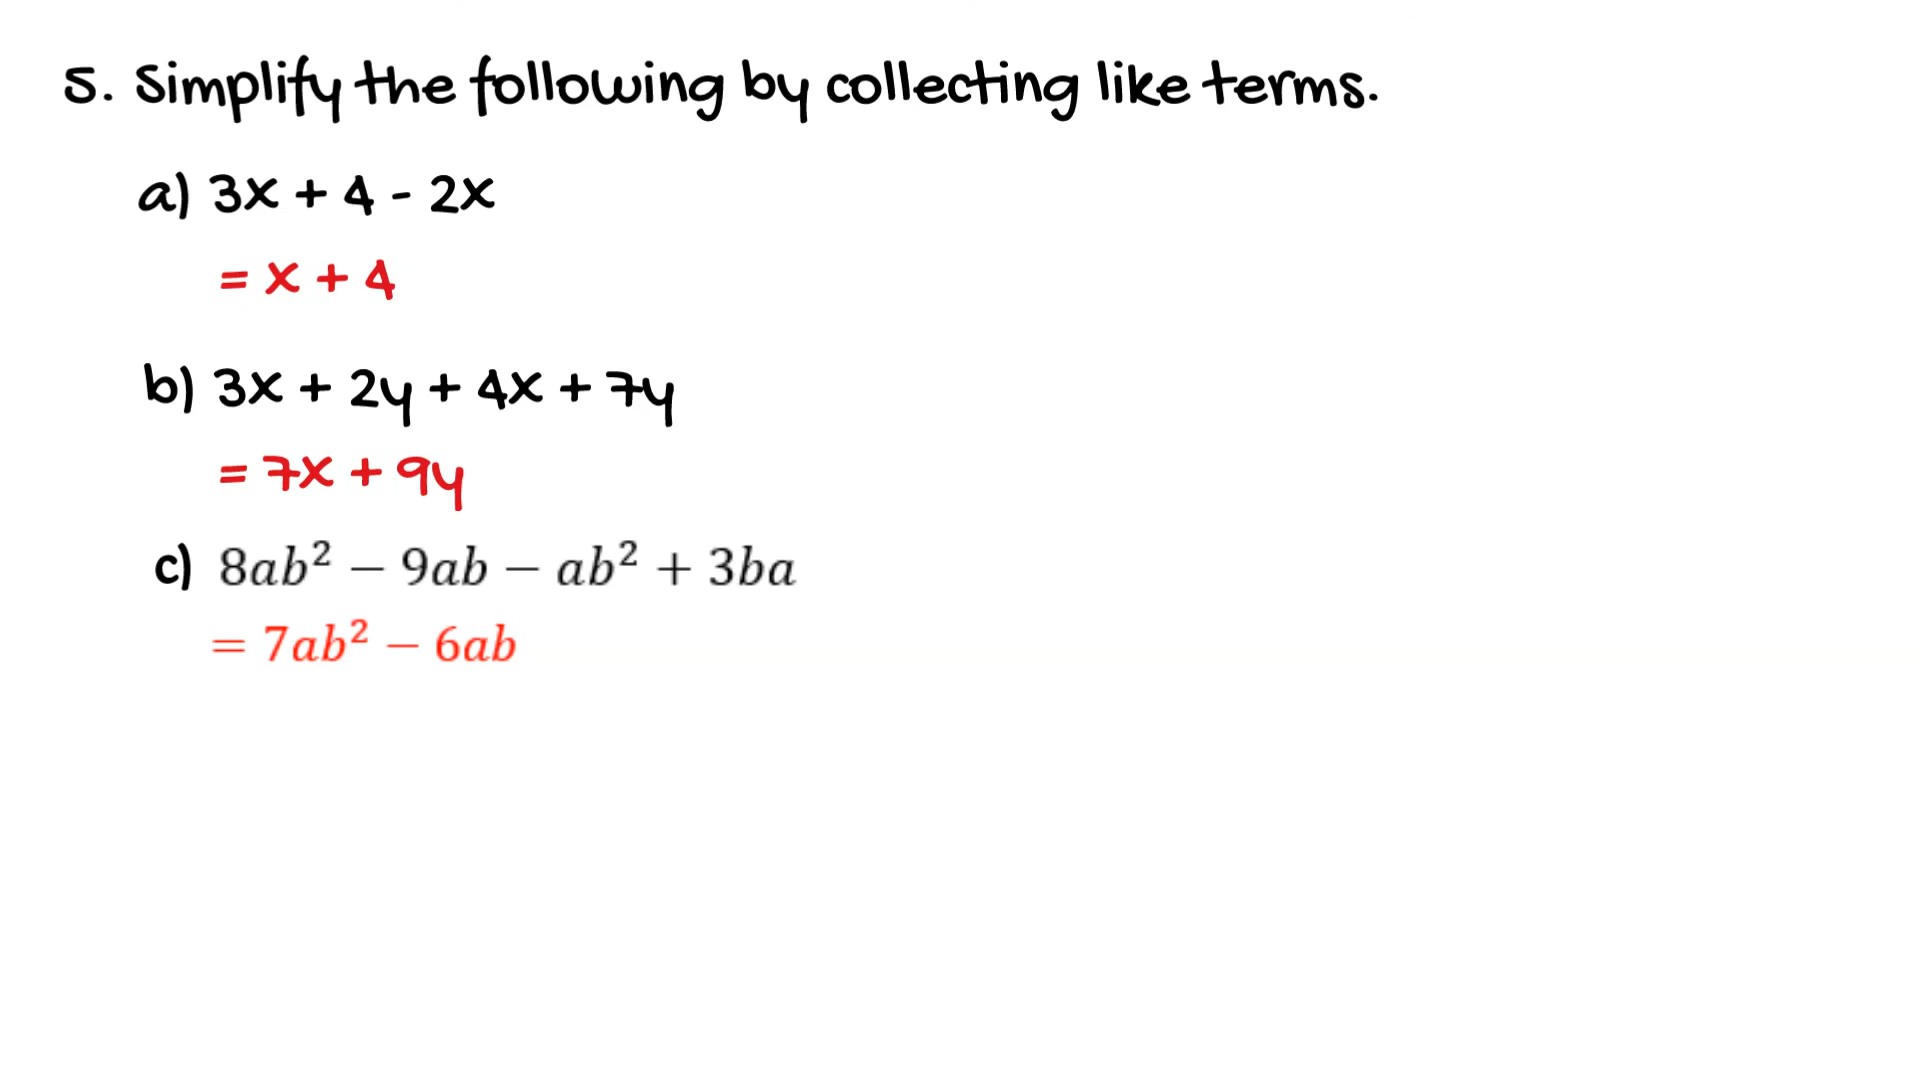 5. Simplify the following by collecting like terms.
a) 3x + 4 - 2x
= x + 4
b) 3x + 2y + 4x + 7y
= 7x + 9y
c) 8ab² − 9ab − ab² + 3ba
= 7ab² − 6ab